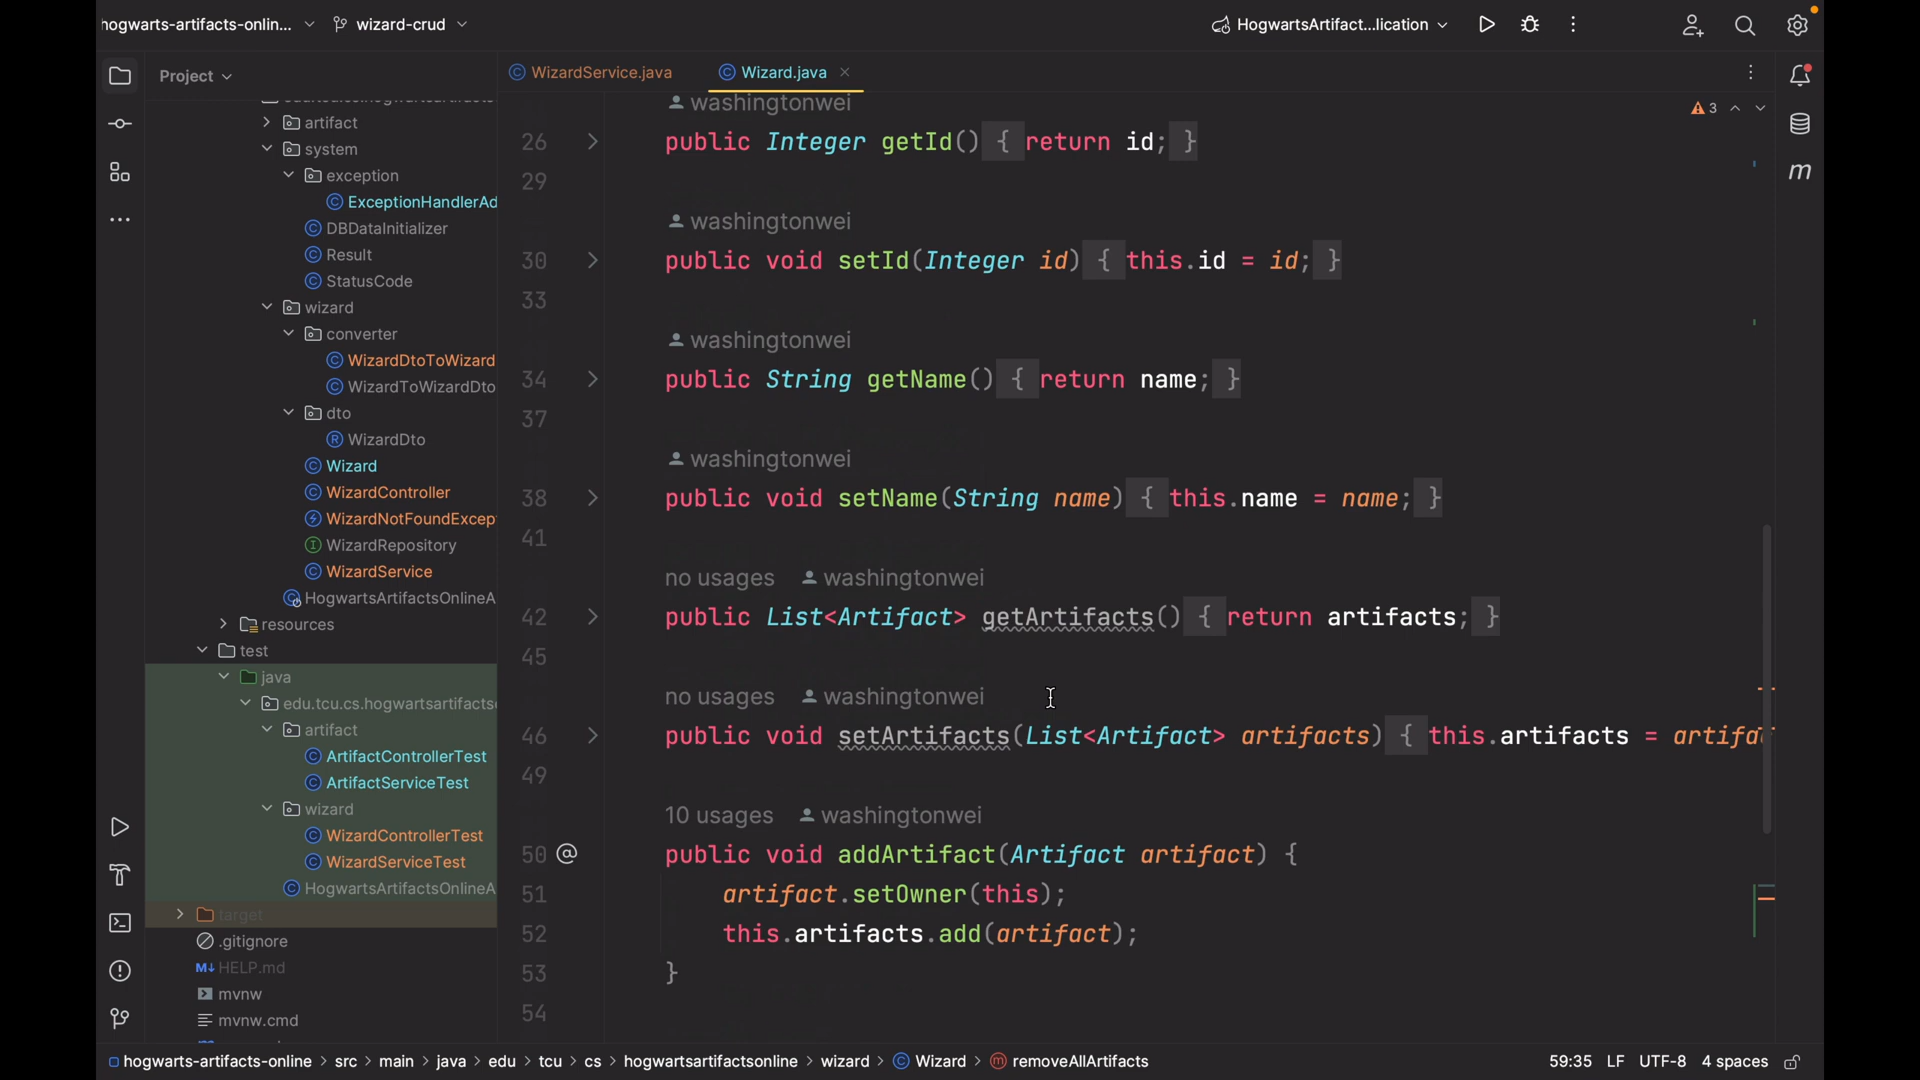 hogwarts-artifacts-onlin... wizard-crud HogwartsArtifact...lication
Project
artifact
system
exception
ExceptionHandlerAd
DBDataInitializer
Result
StatusCode
wizard
converter
WizardDtoToWizard
WizardToWizardDto
dto
WizardDto
Wizard
WizardController
WizardNotFoundExcep
WizardRepository
WizardService
HogwartsArtifactsOnlineA
resources
test
java
edu.tcu.cs.hogwartsartifacts
artifact
ArtifactControllerTest
ArtifactServiceTest
wizard
WizardControllerTest
WizardServiceTest
HogwartsArtifactsOnlineA
target
.gitignore
M↓ HELP.md
mvnw
mvnw.cmd
WizardService.java Wizard.java
3
washingtonwei
26 public Integer getId() { return id; }
29
washingtonwei
30 public void setId(Integer id) { this.id = id; }
33
washingtonwei
34 public String getName() { return name; }
37
washingtonwei
38 public void setName(String name) { this.name = name; }
41
no usages washingtonwei
42 public List<Artifact> getArtifacts() { return artifacts; }
45
no usages washingtonwei
46 public void setArtifacts(List<Artifact> artifacts) { this.artifacts = artifa
49
10 usages washingtonwei
50 @ public void addArtifact(Artifact artifact) {
51 artifact.setOwner(this);
52 this.artifacts.add(artifact);
53 }
54
m
hogwarts-artifacts-online > src > main > java > edu > tcu > cs > hogwartsartifactsonline > wizard > Wizard > removeAllArtifacts 59:35 LF UTF-8 4 spaces